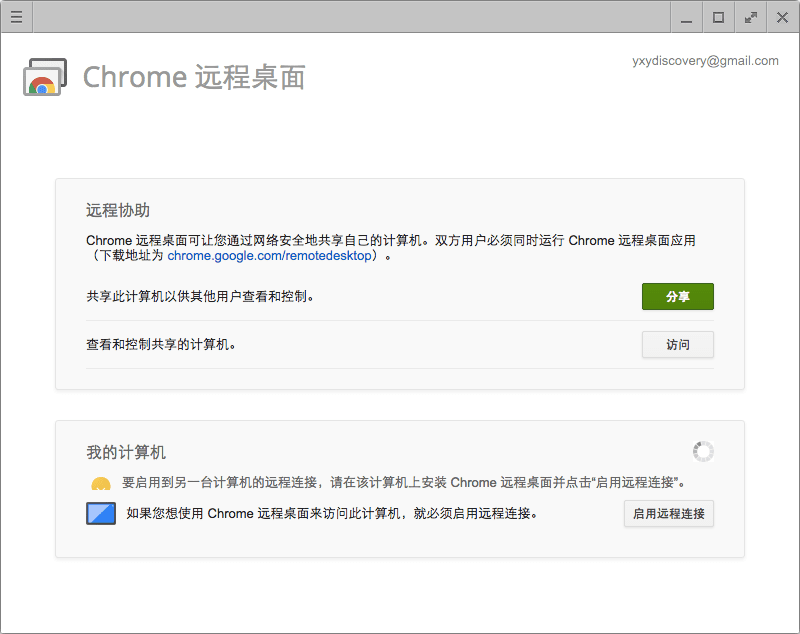 Chrome 远程桌面
yxydiscovery@gmail.com
远程协助
Chrome 远程桌面可让您通过网络安全地共享自己的计算机。双方用户必须同时运行 Chrome 远程桌面应用
（下载地址为 chrome.google.com/remotedesktop）。
共享此计算机以供其他用户查看和控制。
分享
查看和控制共享的计算机。
访问
我的计算机
要启用到另一台计算机的远程连接，请在该计算机上安装 Chrome 远程桌面并点击“启用远程连接”。
如果您想使用 Chrome 远程桌面来访问此计算机，就必须启用远程连接。
启用远程连接